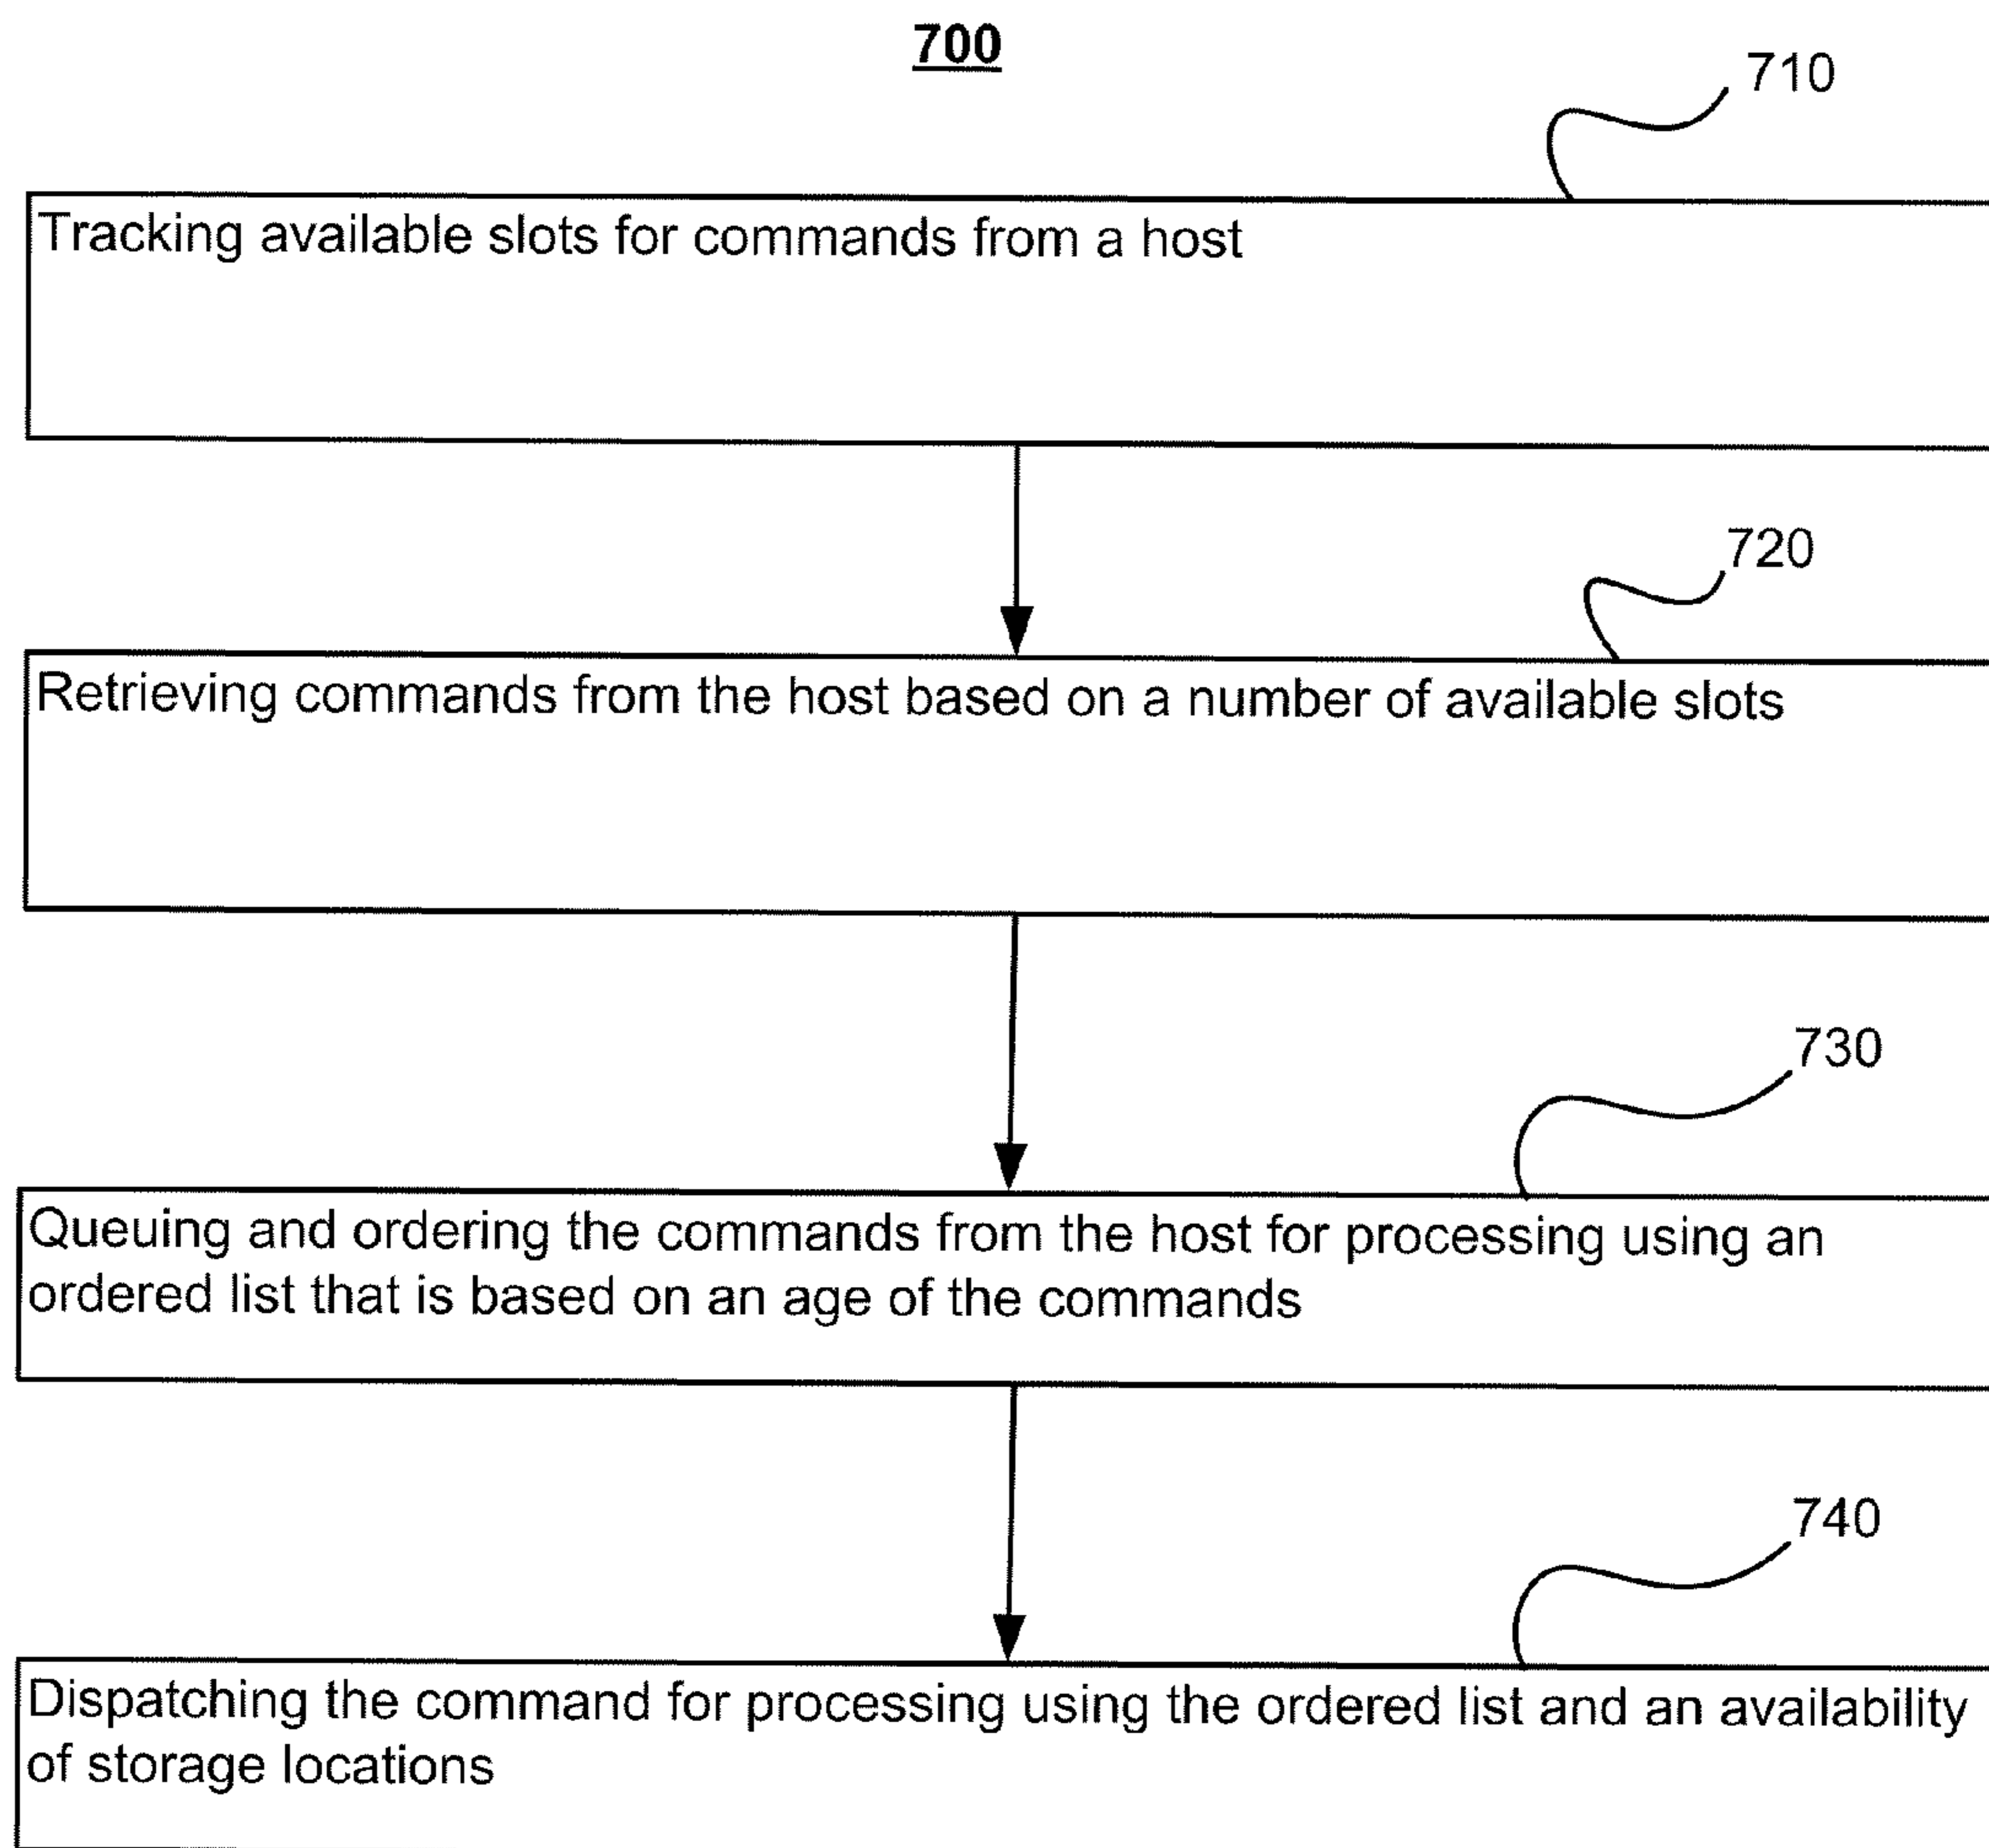 700
710
Tracking available slots for commands from a host
720
Retrieving commands from the host based on a number of available slots
730
Queuing and ordering the commands from the host for processing using an
ordered list that is based on an age of the commands
740
Dispatching the command for processing using the ordered list and an availability
of storage locations